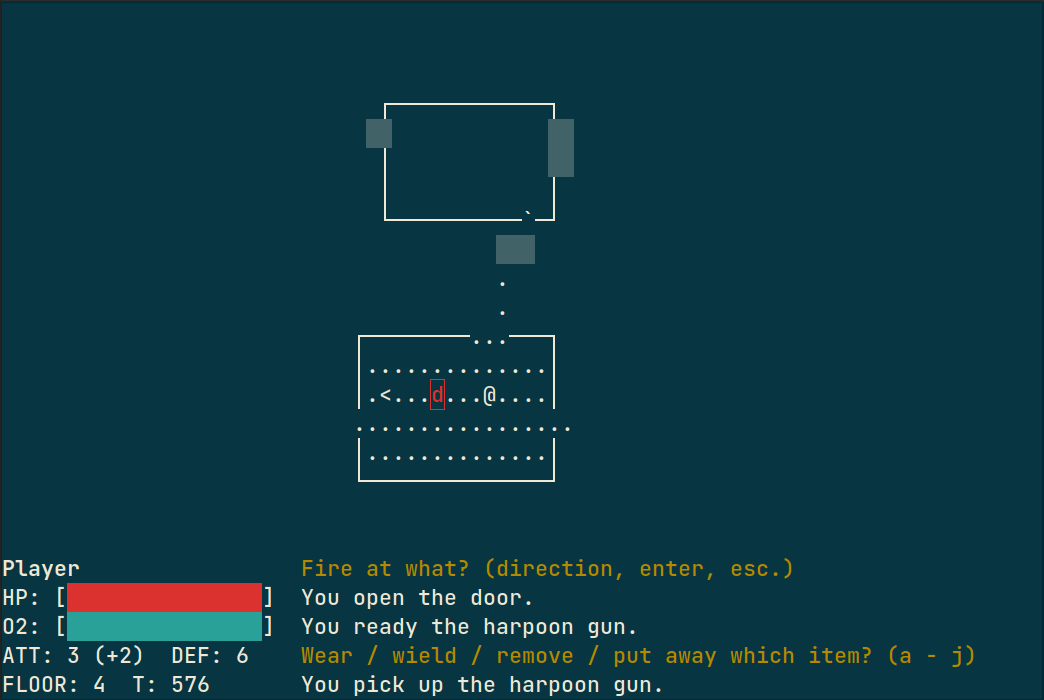 `
.
.
...
..............
.<...d...@....
.................
..............
Player
Fire at what? (direction, enter, esc.)
HP: [ ]
You open the door.
O2: [ ]
You ready the harpoon gun.
ATT: 3 (+2) DEF: 6
Wear / wield / remove / put away which item? (a - j)
FLOOR: 4 T: 576
You pick up the harpoon gun.